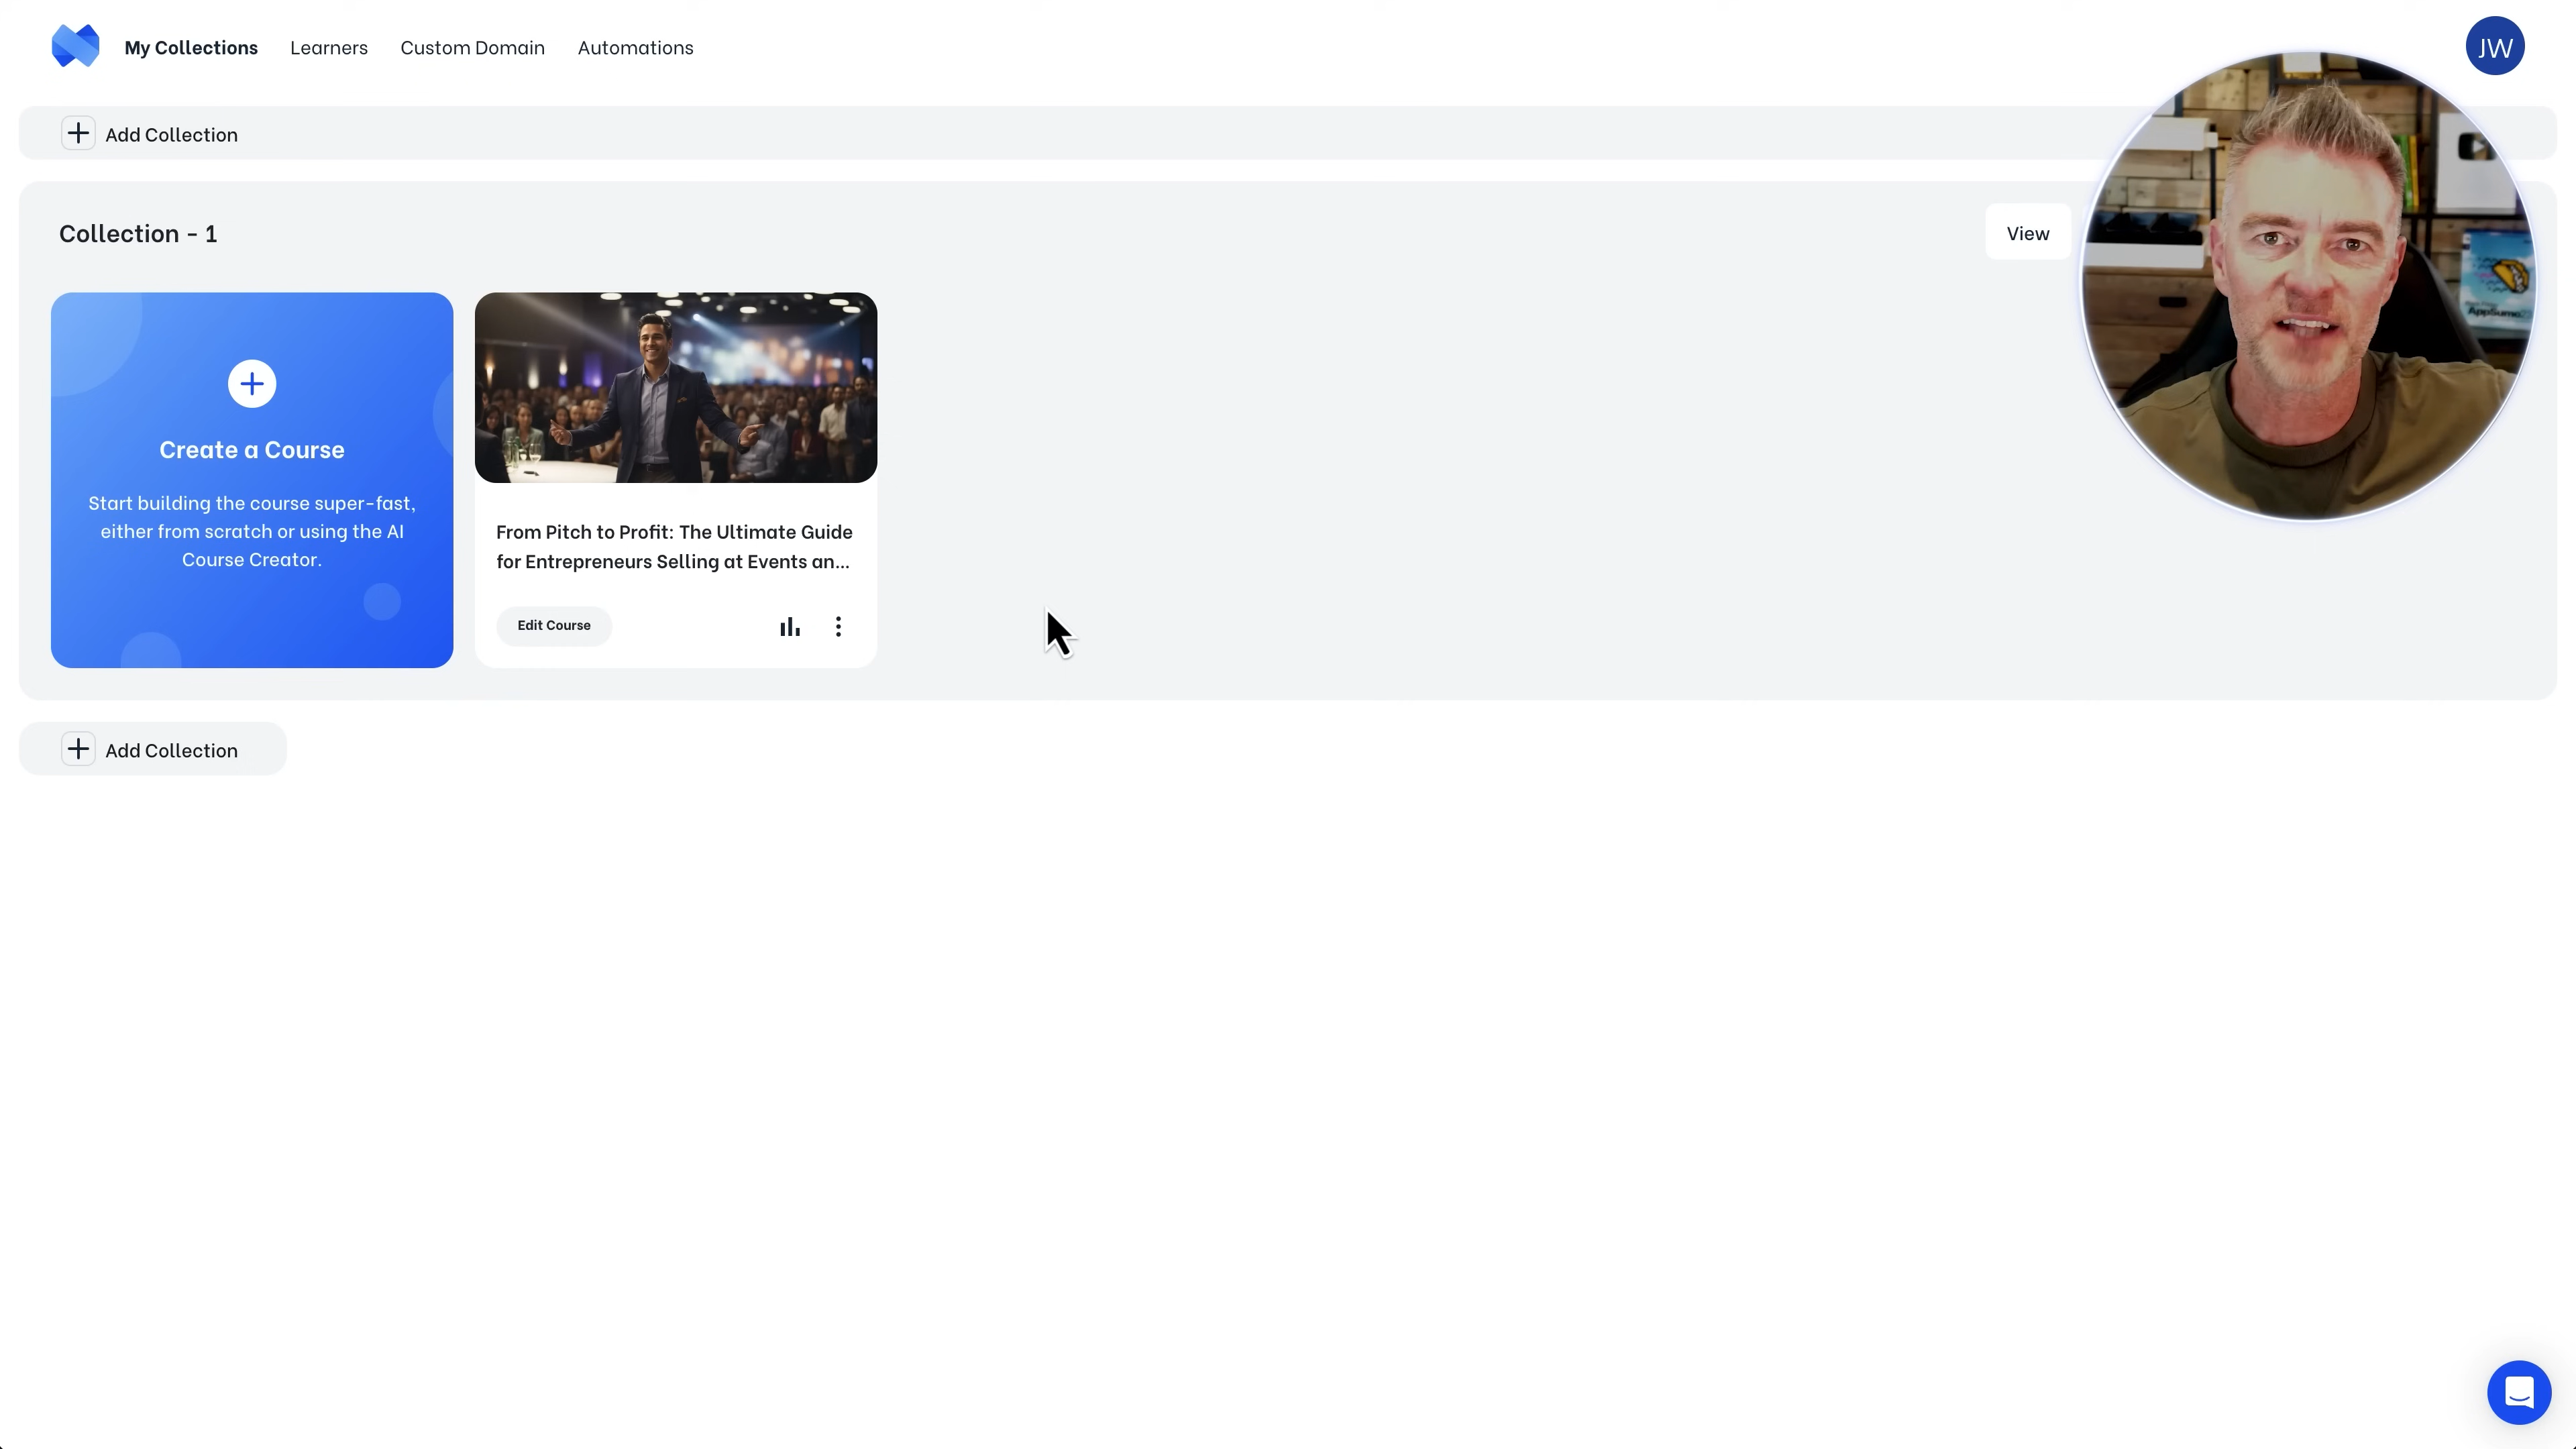 My Collections Learners Custom Domain Automations
JW
Add Collection
Collection - 1
View
Create a Course
Start building the course super-fast,
either from scratch or using the AI
Course Creator.
From Pitch to Profit: The Ultimate Guide
for Entrepreneurs Selling at Events an...
Edit Course
Add Collection
AppSumo